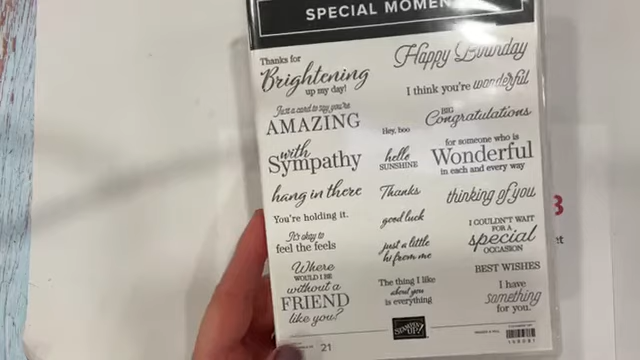 SPECIAL MOMEN
Thanks for
Brightening
up my day!
Happy Birthday
I think you're wonderful
Just a card to say you're
AMAZING
Hey, boo
BIG
Congratulations
with
Sympathy
hello
SUNSHINE
for someone who is
Wonderful
in each and every way
hang in there
Thanks
thinking of you
You're holding it.
good luck
I COULDN'T WAIT
FOR A
special
OCCASION
It's okay to
feel the feels
just a little
hi from me
BEST WISHES
Where
WOULD I BE
without a
FRIEND
like you?
The thing I like
about you
is everything
I have
something
for you.
STAMPIN' UP!
21
3
et